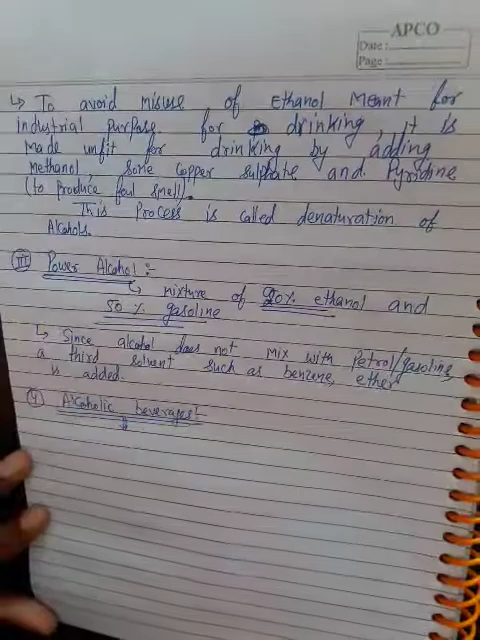 APCO
Date:
Page:
↳ To avoid misuse of Ethanol Meant for
industrial Purpose for drinking, it is
made unfit for drinking by adding
Methanol, some Copper sulphate and Pyridine
(to produce foul smell).
This Process is called denaturation of
Alcohols.
(iii) Power Alcohol:-
↳ mixture of 20% ethanol and
50% gasoline
↳ Since alcohol does not mix with Petrol/gasoline,
a third solvent such as benzene, ether
is added.
Alcoholic beverages:-